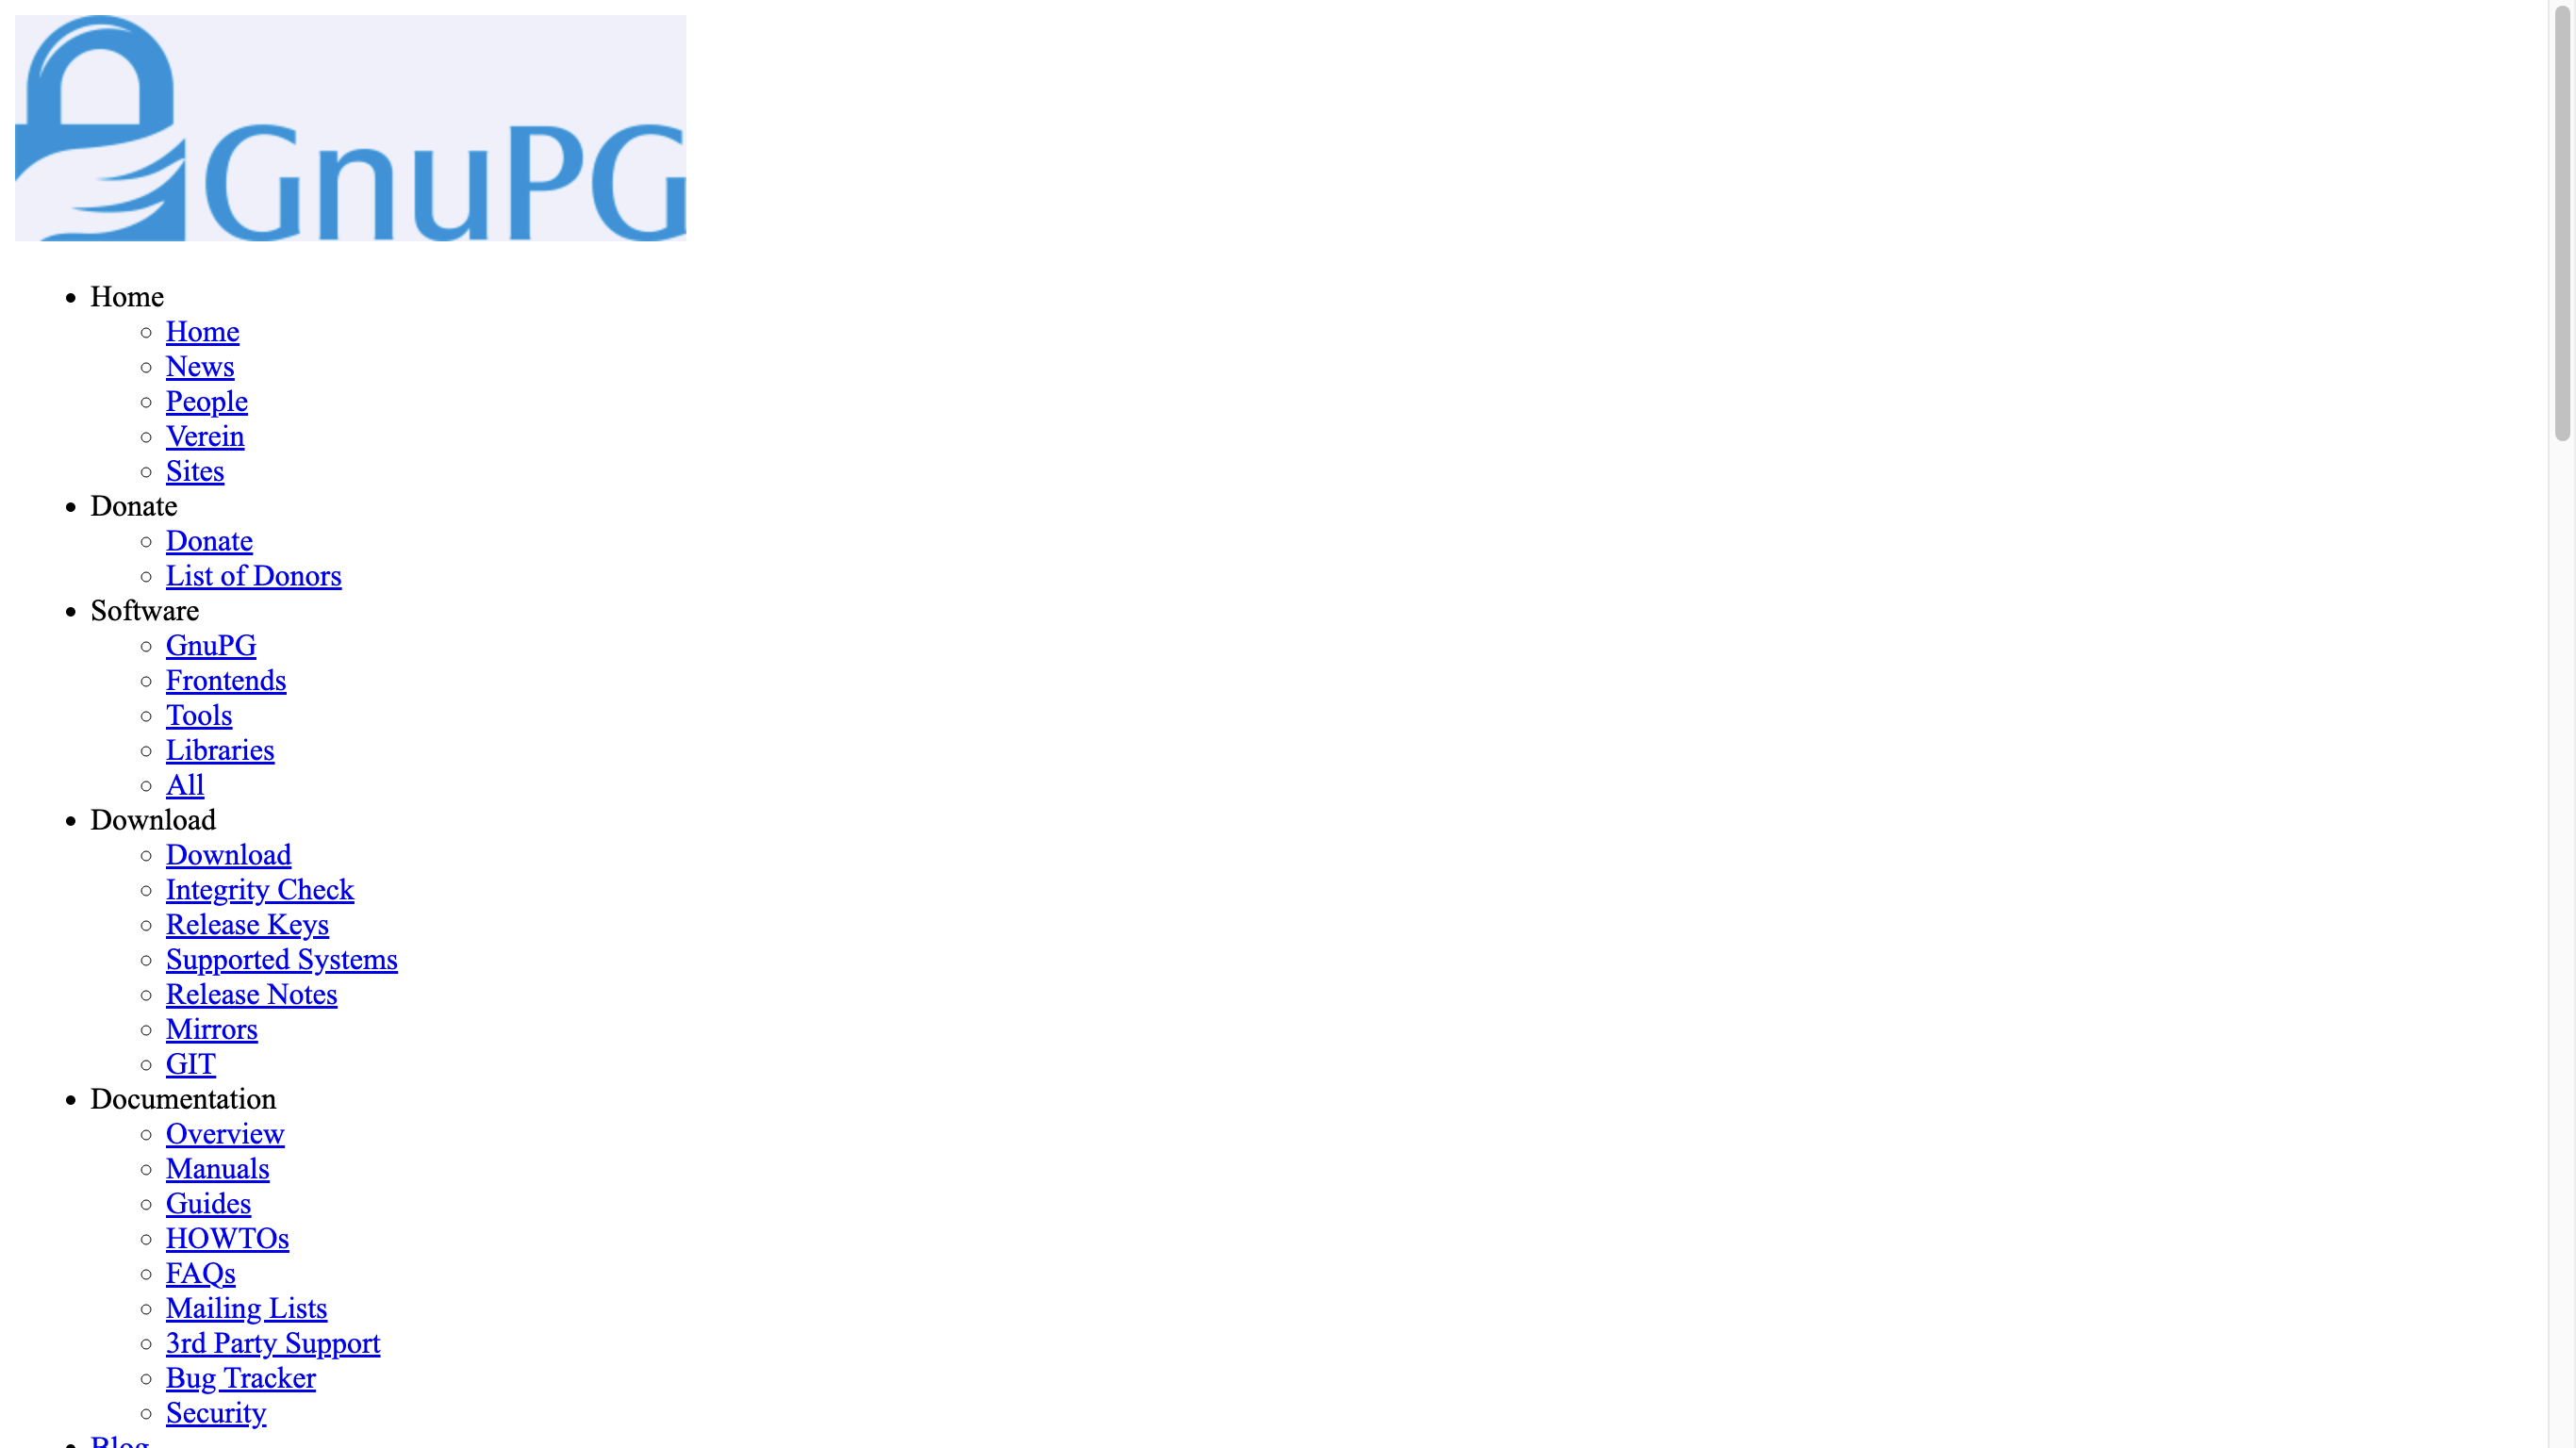 GnuPG
Home
Home
News
People
Verein
Sites
Donate
Donate
List of Donors
Software
GnuPG
Frontends
Tools
Libraries
All
Download
Download
Integrity Check
Release Keys
Supported Systems
Release Notes
Mirrors
GIT
Documentation
Overview
Manuals
Guides
HOWTOs
FAQs
Mailing Lists
3rd Party Support
Bug Tracker
Security
Blog